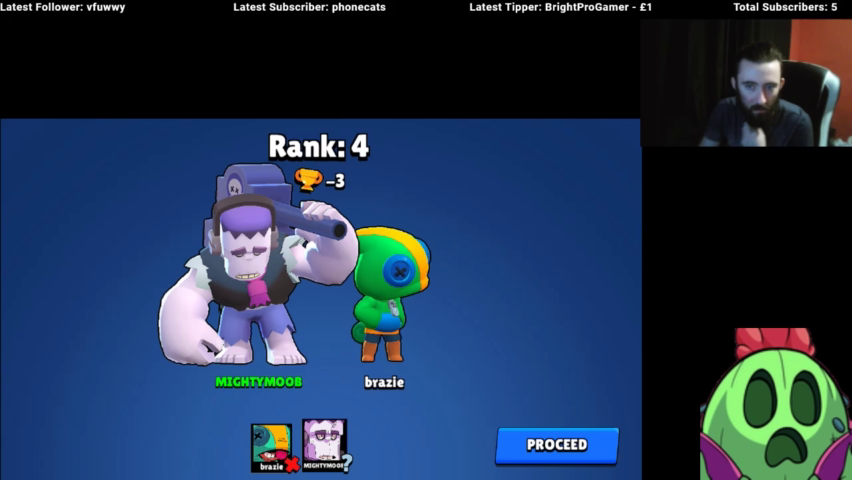 Latest Follower: vfuwwy
Latest Subscriber: phonecats
Latest Tipper: BrightProGamer - £1
Total Subscribers: 5
Rank: 4
-3
MIGHTYMOOB
brazie
brazie
MIGHTYMOOB
?
PROCEED